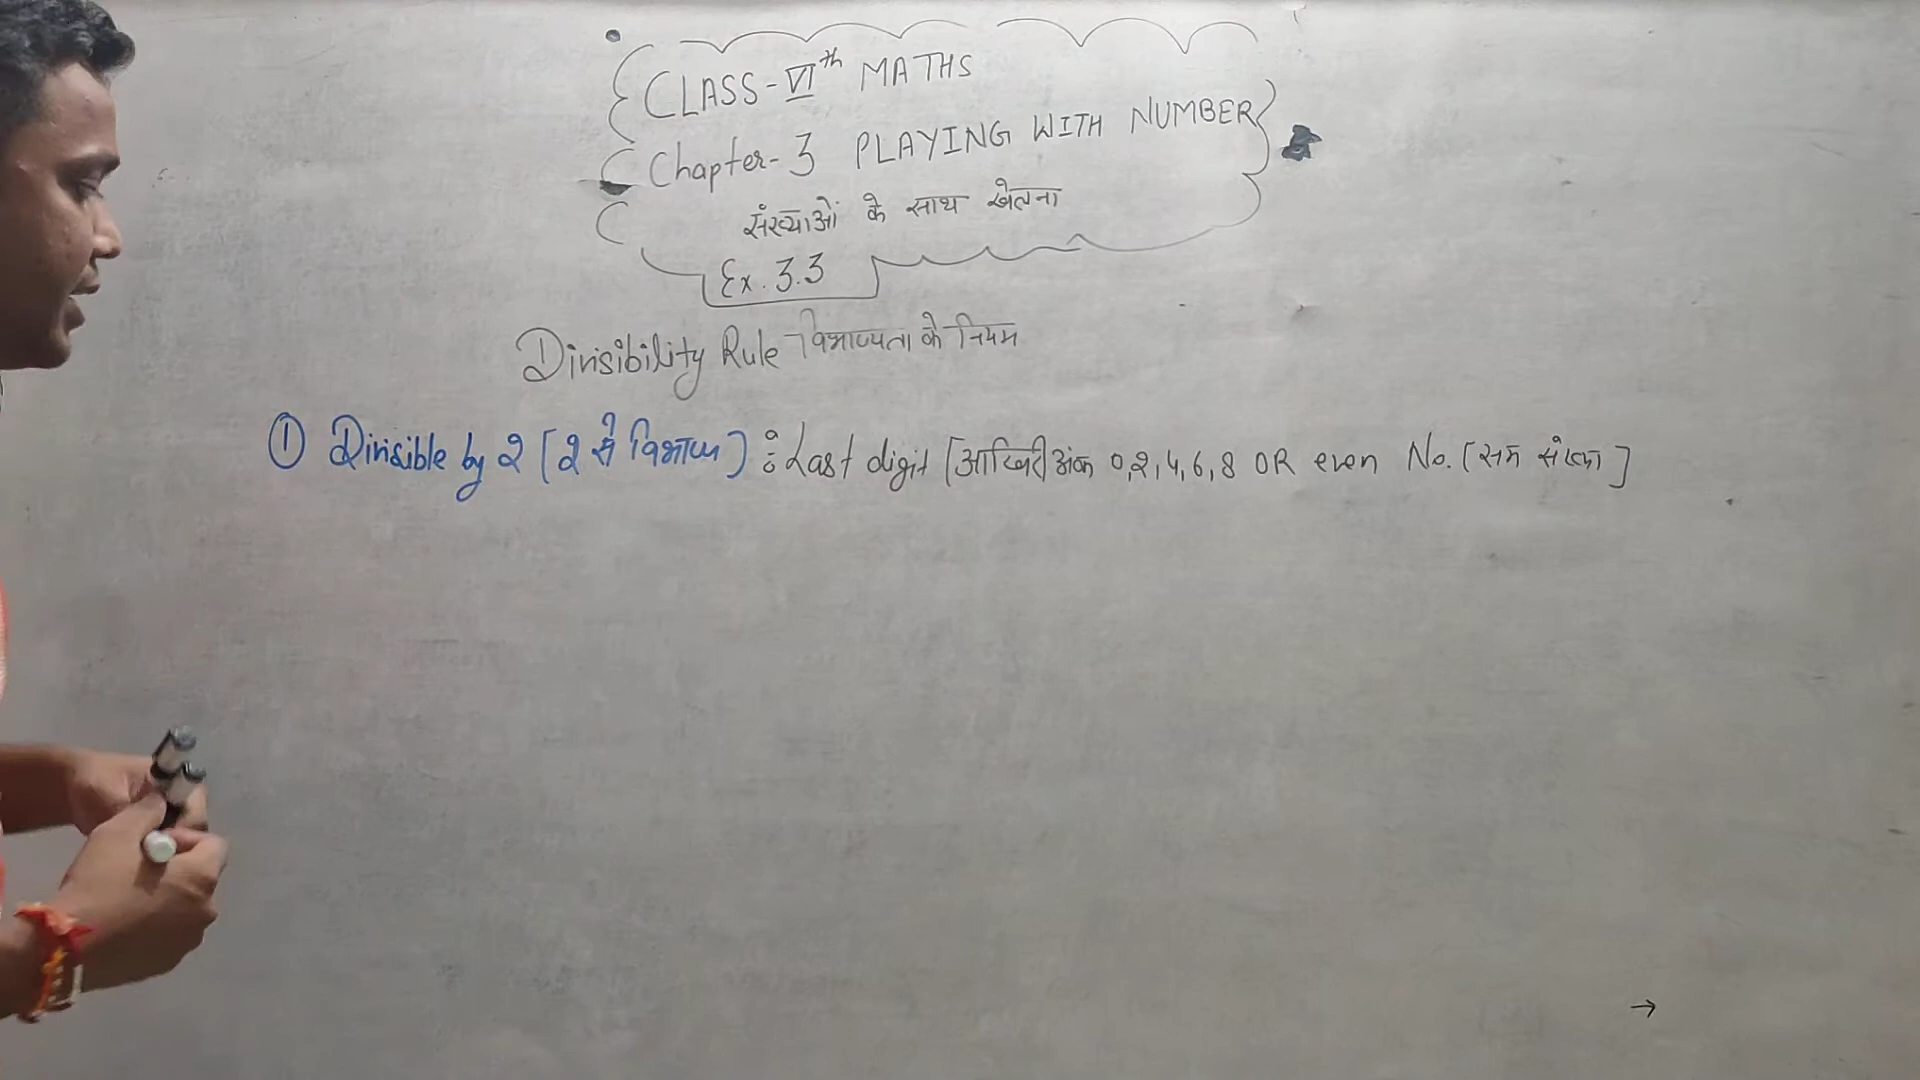 CLASS-VIth MATHS
Chapter-3 PLAYING WITH NUMBER
संख्याओं के साथ खेलना
Ex. 3.3
Divisibility Rule विभाज्यता के नियम
① Divisible by 2 [2 से विभाज्य] : Last digit [आखिरी अंक 0,2,4,6,8 OR even No. [सम संख्या]
→